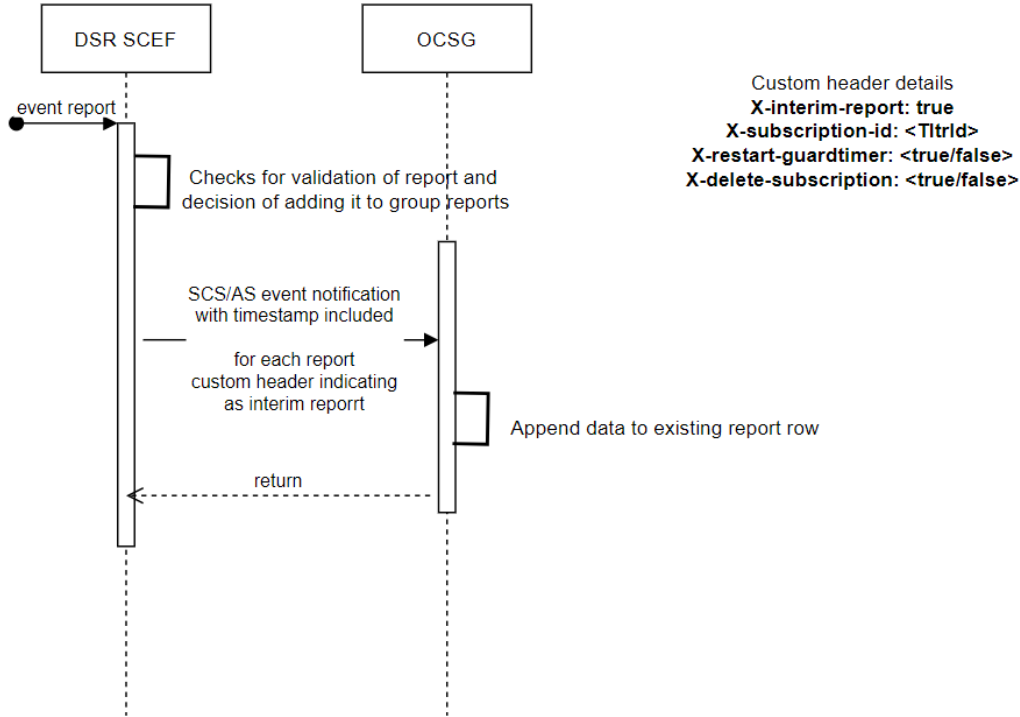 DSR SCEF
OCSG
Custom header details
X-interim-report: true
X-subscription-id: <TltrId>
X-restart-guardtimer: <true/false>
X-delete-subscription: <true/false>
event report
Checks for validation of report and
decision of adding it to group reports
SCS/AS event notification
with timestamp included
for each report
custom header indicating
as interim reporrt
Append data to existing report row
return